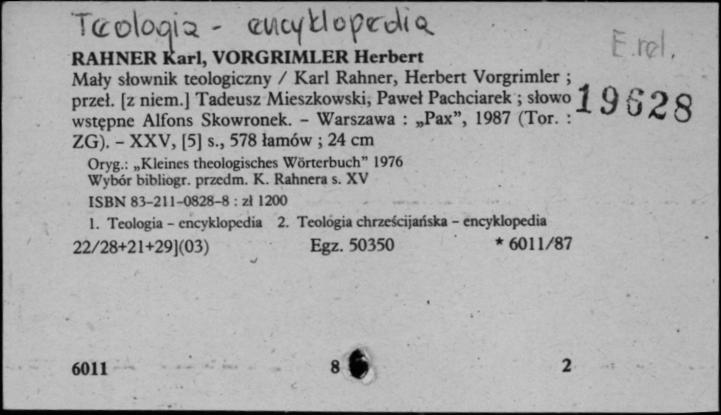 Teologia - encyklopedia
E. rel.
RAHNER Karl, VORGRIMLER Herbert
Mały słownik teologiczny / Karl Rahner, Herbert Vorgrimler ;
przeł. [z niem.] Tadeusz Mieszkowski, Paweł Pachciarek ; słowo
19628
wstępne Alfons Skowronek. – Warszawa : „Pax”, 1987 (Tor. :
ZG). – XXV, [5] s., 578 łamów ; 24 cm
Oryg.: „Kleines theologisches Wörterbuch” 1976
Wybór bibliogr. przedm. K. Rahnera s. XV
ISBN 83-211-0828-8 : zł 1200
1. Teologia – encyklopedia 2. Teologia chrześcijańska – encyklopedia
22/28+21+29](03) Egz. 50350 * 6011/87
6011 8 2